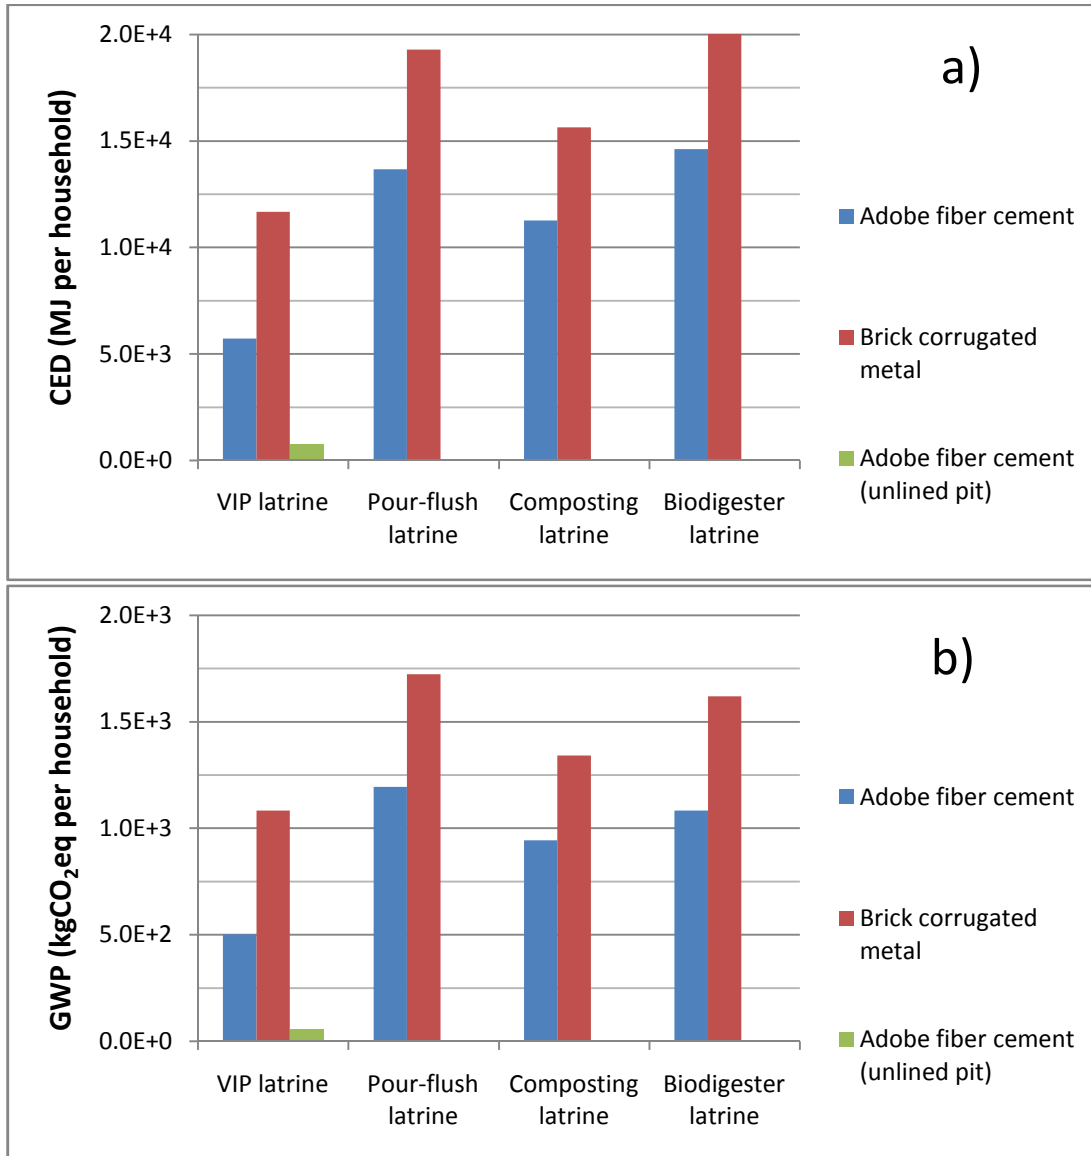 a)
CED (MJ per household)
2.0E+4
1.5E+4
1.0E+4
5.0E+3
0.0E+0
VIP latrine
Pour-flush
latrine
Composting
latrine
Biodigester
latrine
Adobe fiber cement
Brick corrugated
metal
Adobe fiber cement
(unlined pit)
b)
GWP (kgCO₂eq per household)
2.0E+3
1.5E+3
1.0E+3
5.0E+2
0.0E+0
VIP latrine
Pour-flush
latrine
Composting
latrine
Biodigester
latrine
Adobe fiber cement
Brick corrugated
metal
Adobe fiber cement
(unlined pit)